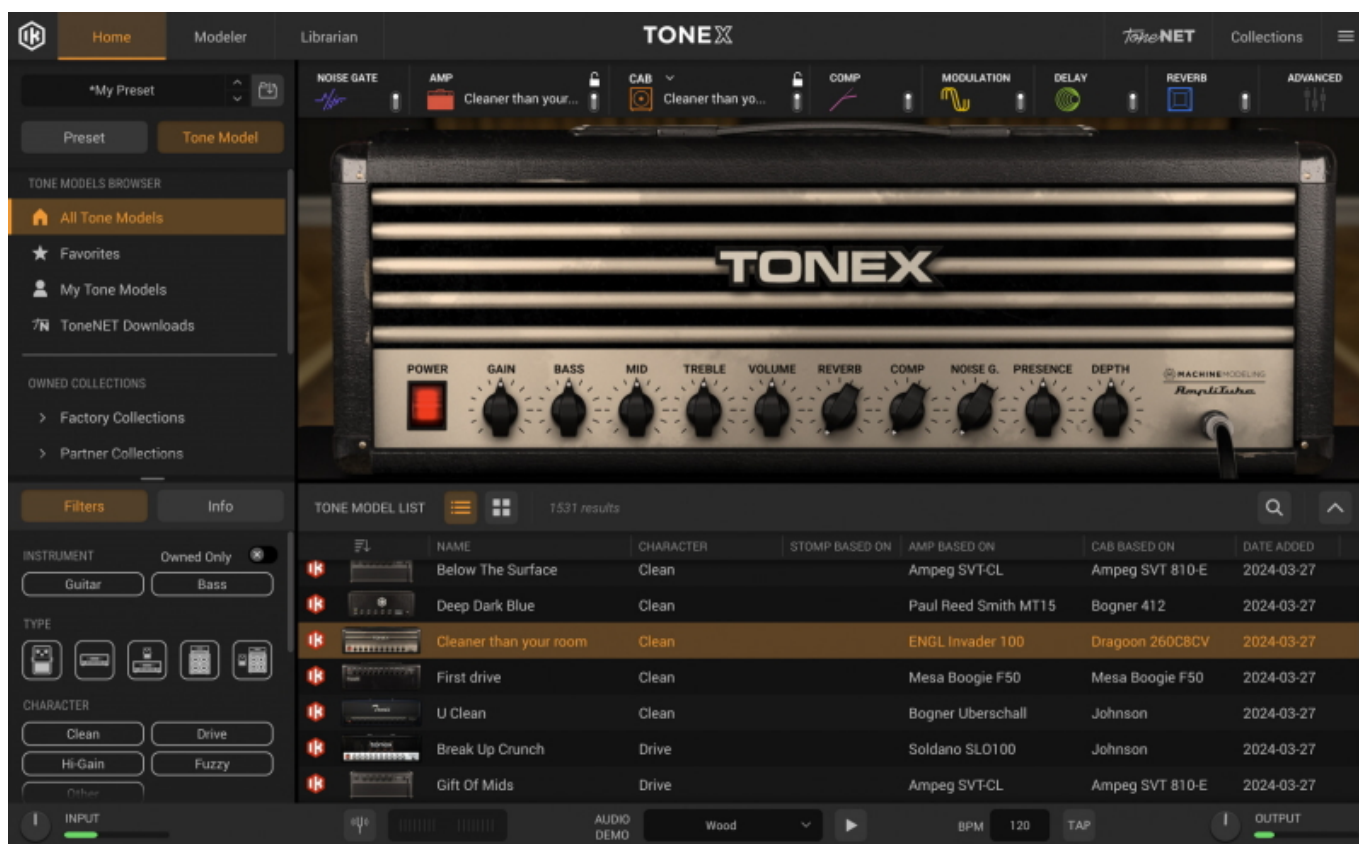 Home Modeler Librarian TONEX ToneNET Collections
*My Preset
Preset Tone Model
NOISE GATE AMP CAB COMP MODULATION DELAY REVERB ADVANCED
Cleaner than your... Cleaner than yo...
TONE MODELS BROWSER
All Tone Models
Favorites
My Tone Models
ToneNET Downloads
OWNED COLLECTIONS
Factory Collections
Partner Collections
TONEX
POWER GAIN BASS MID TREBLE VOLUME REVERB COMP NOISE G. PRESENCE DEPTH
MACHINEMODELING
AmpliTube
Filters Info
INSTRUMENT Owned Only
Guitar Bass
TYPE
CHARACTER
Clean Drive
Hi-Gain Fuzzy
Other
TONE MODEL LIST 1531 results
NAME CHARACTER STOMP BASED ON AMP BASED ON CAB BASED ON DATE ADDED
Below The Surface Clean Ampeg SVT-CL Ampeg SVT 810-E 2024-03-27
Deep Dark Blue Clean Paul Reed Smith MT15 Bogner 412 2024-03-27
Cleaner than your room Clean ENGL Invader 100 Dragoon 260C8CV 2024-03-27
First drive Clean Mesa Boogie F50 Mesa Boogie F50 2024-03-27
U Clean Clean Bogner Uberschall Johnson 2024-03-27
Break Up Crunch Drive Soldano SLO100 Johnson 2024-03-27
Gift Of Mids Drive Ampeg SVT-CL Ampeg SVT 810-E 2024-03-27
INPUT AUDIO DEMO Wood BPM 120 TAP OUTPUT